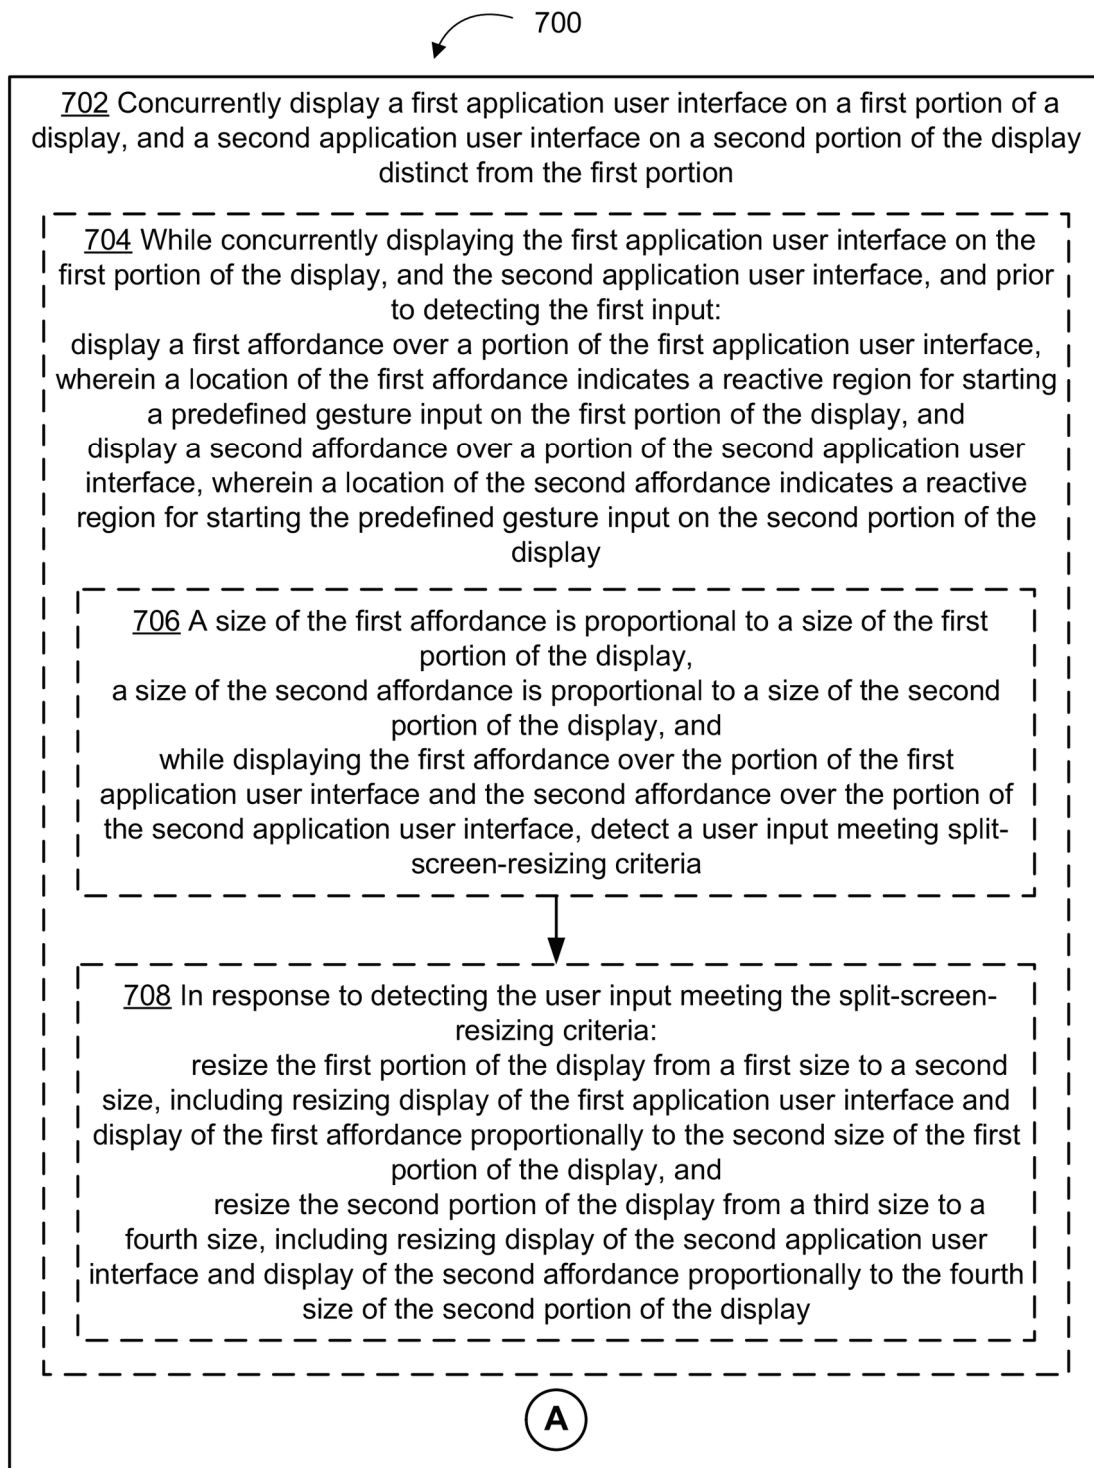 700
702 Concurrently display a first application user interface on a first portion of a
display, and a second application user interface on a second portion of the display
distinct from the first portion
704 While concurrently displaying the first application user interface on the
first portion of the display, and the second application user interface, and prior
to detecting the first input:
display a first affordance over a portion of the first application user interface,
wherein a location of the first affordance indicates a reactive region for starting
a predefined gesture input on the first portion of the display, and
display a second affordance over a portion of the second application user
interface, wherein a location of the second affordance indicates a reactive
region for starting the predefined gesture input on the second portion of the
display
706 A size of the first affordance is proportional to a size of the first
portion of the display,
a size of the second affordance is proportional to a size of the second
portion of the display, and
while displaying the first affordance over the portion of the first
application user interface and the second affordance over the portion of
the second application user interface, detect a user input meeting split-
screen-resizing criteria
708 In response to detecting the user input meeting the split-screen-
resizing criteria:
resize the first portion of the display from a first size to a second
size, including resizing display of the first application user interface and
display of the first affordance proportionally to the second size of the first
portion of the display, and
resize the second portion of the display from a third size to a
fourth size, including resizing display of the second application user
interface and display of the second affordance proportionally to the fourth
size of the second portion of the display
A